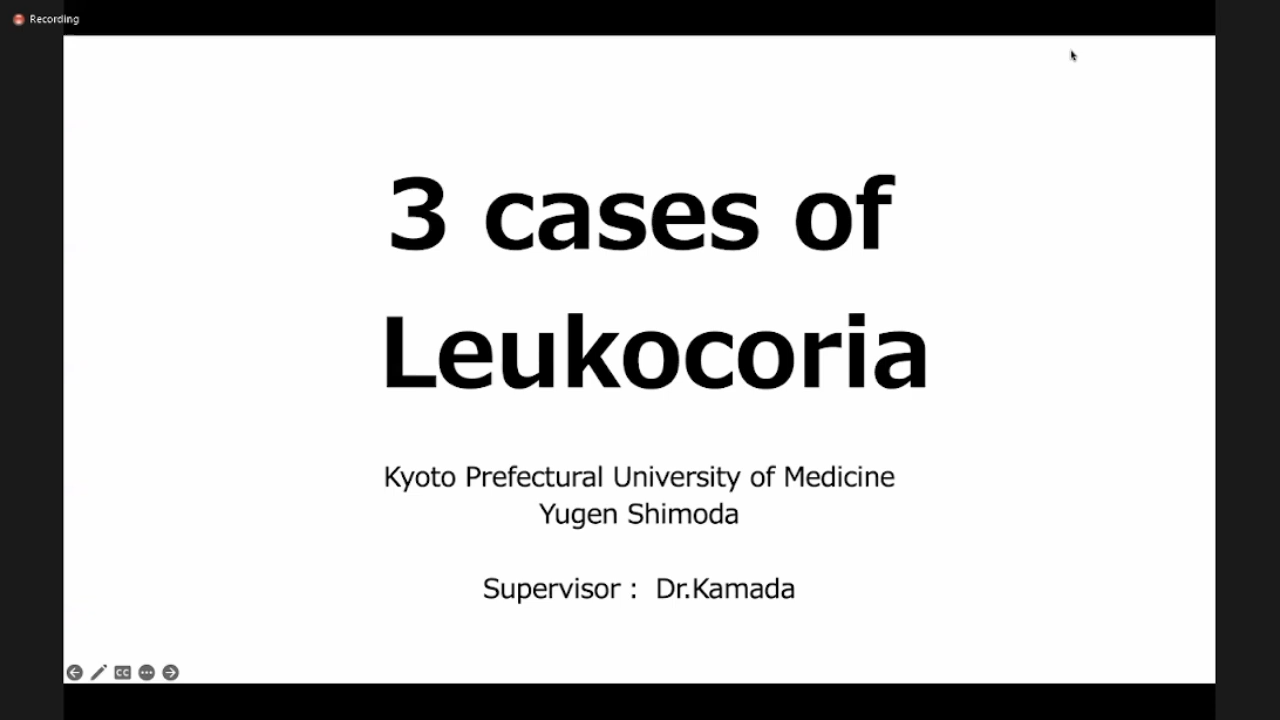 Recording
3 cases of
Leukocoria
Kyoto Prefectural University of Medicine
Yugen Shimoda
Supervisor : Dr.Kamada
CC